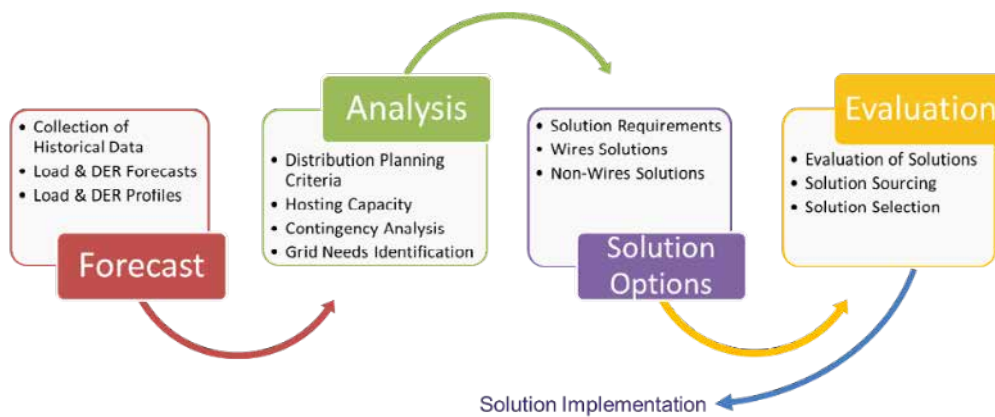 • Collection of
Historical Data
• Load & DER Forecasts
• Load & DER Profiles
Forecast
Analysis
• Distribution Planning
Criteria
• Hosting Capacity
• Contingency Analysis
• Grid Needs Identification
• Solution Requirements
• Wires Solutions
• Non-Wires Solutions
Solution
Options
Evaluation
• Evaluation of Solutions
• Solution Sourcing
• Solution Selection
Solution Implementation